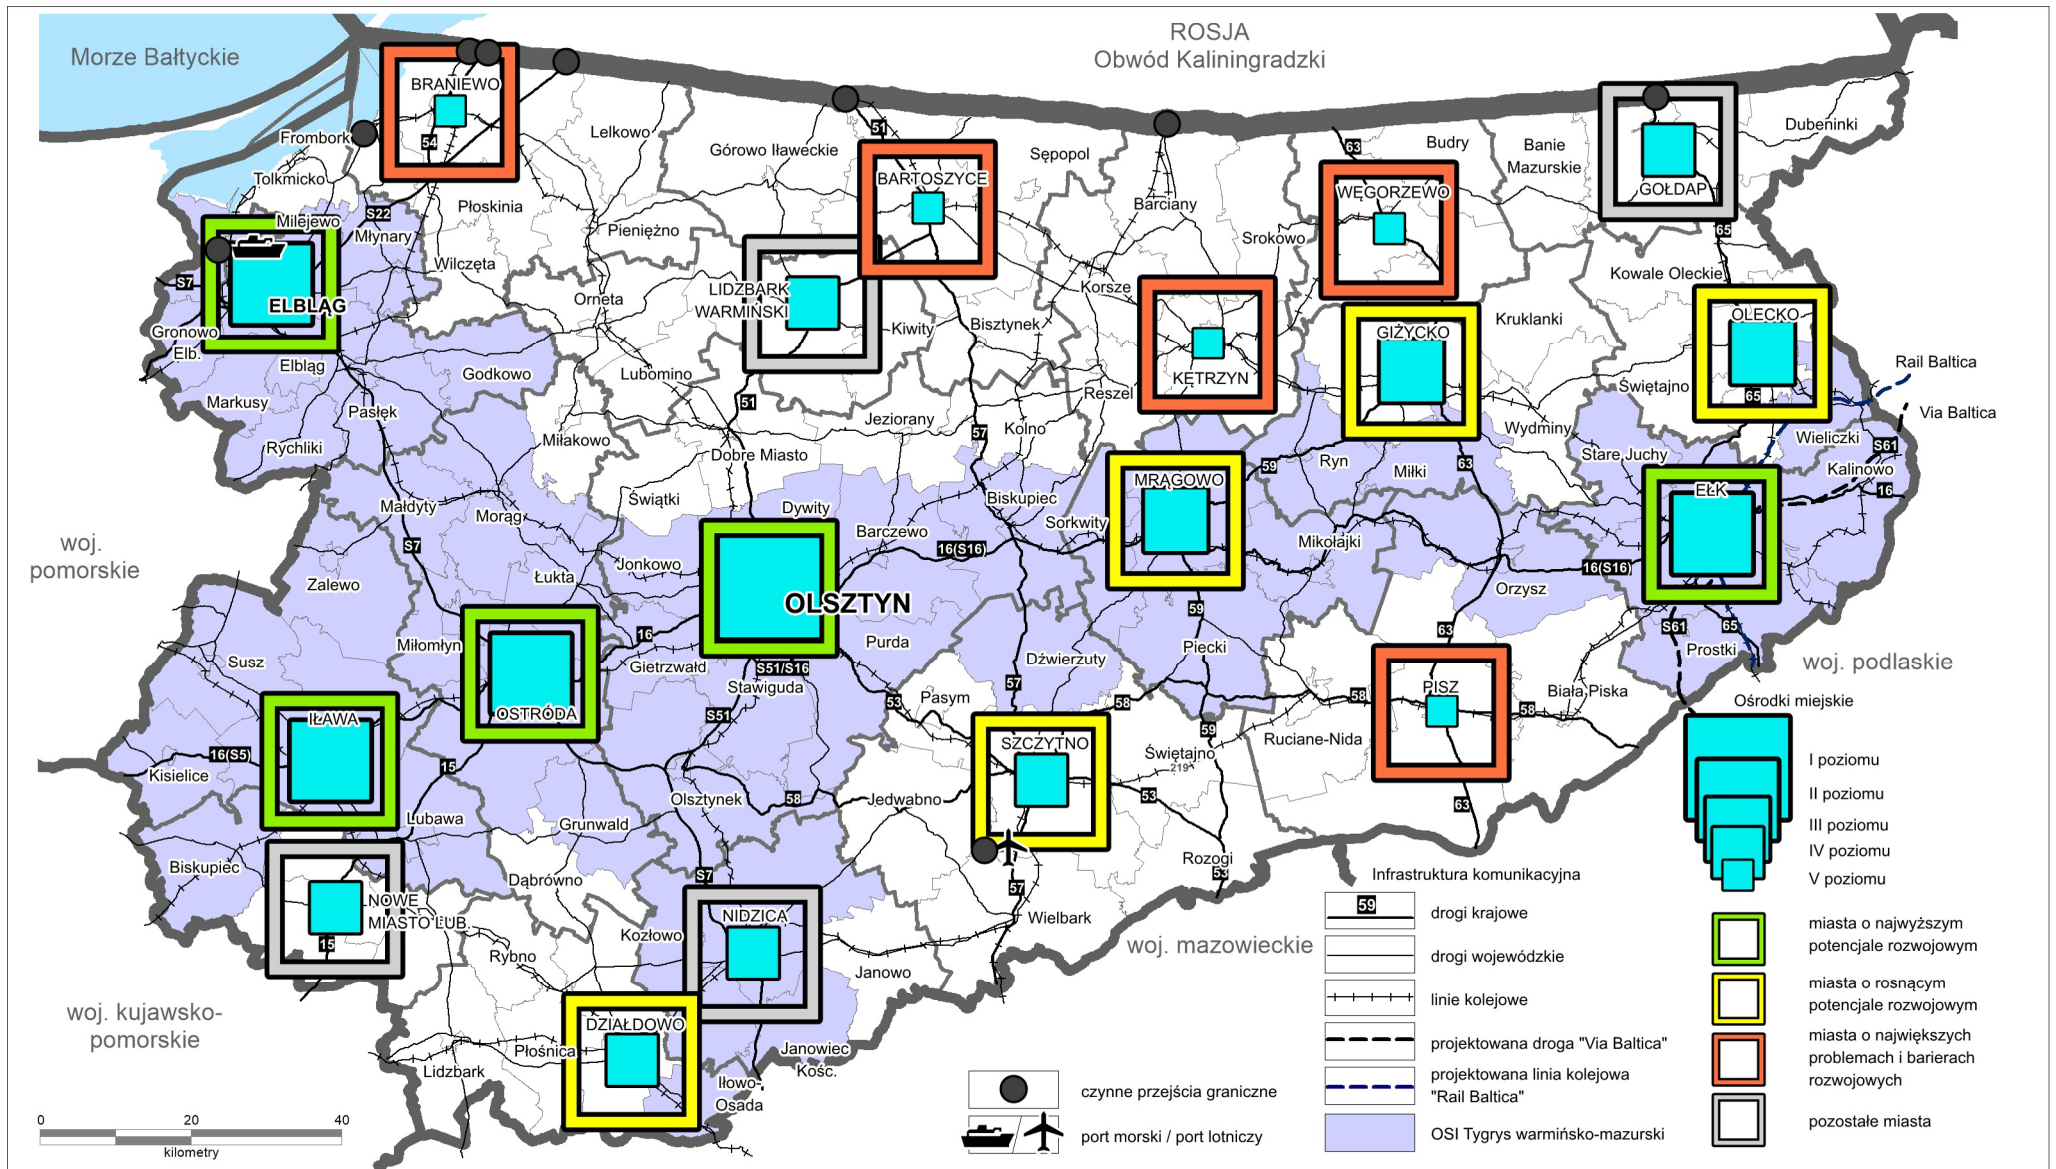 ROSJA
Obwód Kaliningradzki
Morze Bałtyckie
BRANIEWO
54
Frombork
Lelkowo
Tolkmicko
Górowo Iławeckie
51
Sępopol
63
Budry
Banie
Mazurskie
Dubeninki
GOŁDAP
BARTOSZYCE
WĘGORZEWO
Barciany
Srokowo
65
Milejewo
S22
Młynary
Płoskinia
Pieniężno
Wilczęta
S7
ELBLĄG
Gronowo
Elb.
Elbląg
Orneta
LIDZBARK
WARMIŃSKI
Kiwity
Bisztynek
Korsze
KĘTRZYN
GIŻYCKO
Kruklanki
Kowale Oleckie
OLECKO
65
Świętajno
Rail Baltica
Via Baltica
Markusy
Pasłęk
Godkowo
Lubomino
51
Jeziorany
Reszel
Rychliki
Miłakowo
Dobre Miasto
57
Kolno
Wydminy
Wieliczki
S61
Stare Juchy
Kalinowo
16
EŁK
Ryn
Miłki
59
63
MRĄGOWO
Małdyty
Morąg
Świątki
Dywity
Barczewo
Biskupiec
Sorkwity
Mikołajki
16(S16)
16(S16)
Orzysz
woj.
pomorskie
S7
Zalewo
Łukta
Jonkowo
OLSZTYN
Purda
59
Piecki
63
S61
65
Prostki
woj. podlaskie
Miłomłyn
16
Gietrzwałd
S51/S16
Stawiguda
Susz
OSTRÓDA
S51
53
Pasym
57
Dźwierzuty
58
59
58
PISZ
58
Biała Piska
Ruciane-Nida
IŁAWA
16(S5)
Kisielice
15
Olsztynek
58
Jedwabno
SZCZYTNO
Świętajno
219
53
63
Lubawa
Grunwald
Biskupiec
NOWE
MIASTO LUB.
15
Dąbrówno
S7
NIDZICA
Kozłowo
Rybno
57
Wielbark
Rozogi
53
Janowo
woj. mazowieckie
woj. kujawsko-
pomorskie
DZIAŁDOWO
Płośnica
Lidzbark
Janowiec
Kośc.
Iłowo-
Osada
0 20 40
kilometry
czynne przejścia graniczne
port morski / port lotniczy
Infrastruktura komunikacyjna
59
drogi krajowe
drogi wojewódzkie
linie kolejowe
projektowana droga "Via Baltica"
projektowana linia kolejowa
"Rail Baltica"
OSI Tygrys warmińsko-mazurski
Ośrodki miejskie
I poziomu
II poziomu
III poziomu
IV poziomu
V poziomu
miasta o najwyższym
potencjale rozwojowym
miasta o rosnącym
potencjale rozwojowym
miasta o największych
problemach i barierach
rozwojowych
pozostałe miasta